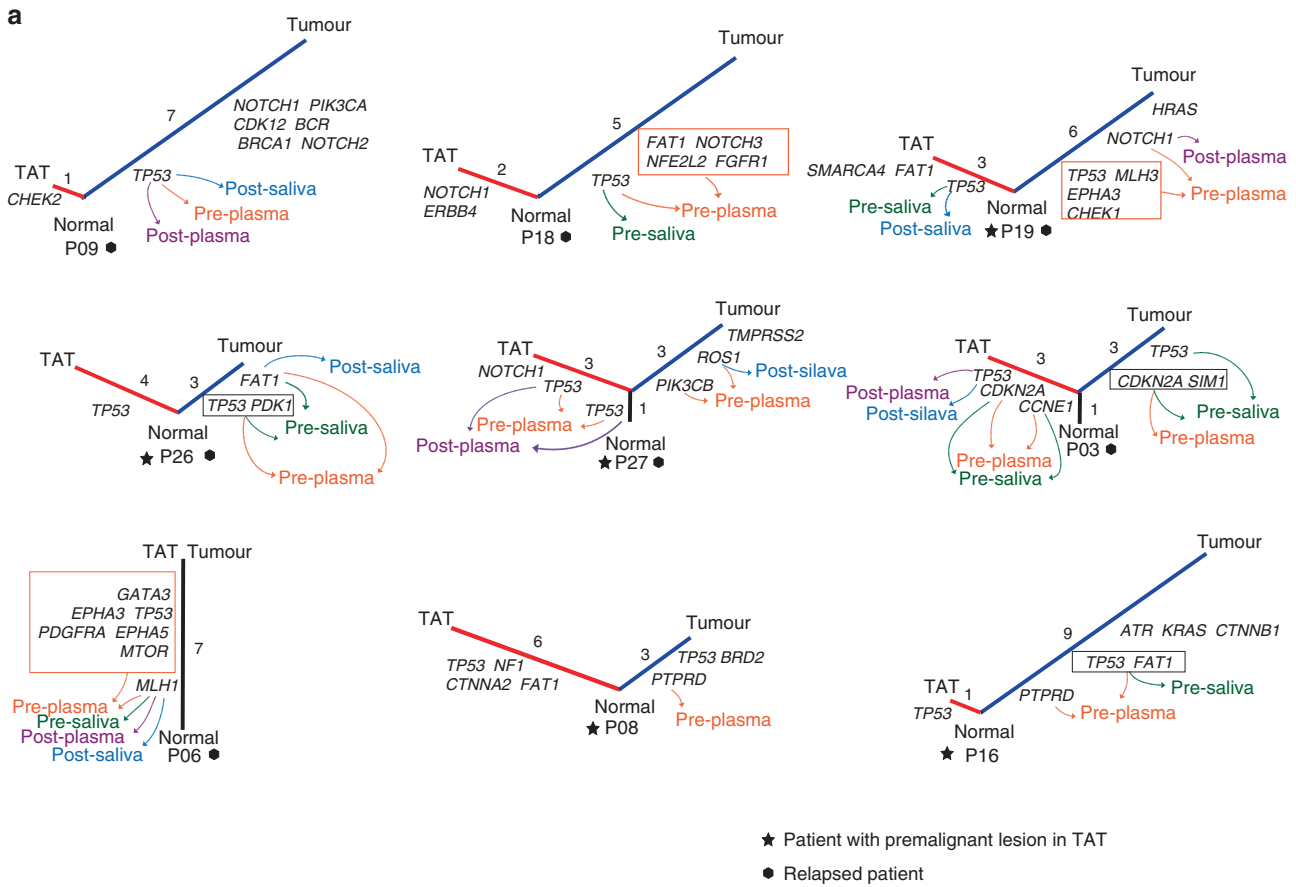 a
Tumour
7
NOTCH1 PIK3CA
CDK12 BCR
BRCA1 NOTCH2
TAT
1
CHEK2
TP53
Post-saliva
Pre-plasma
Post-plasma
Normal
P09
Tumour
5
FAT1 NOTCH3
NFE2L2 FGFR1
TAT
2
NOTCH1
ERBB4
TP53
Pre-plasma
Pre-saliva
Normal
P18
Tumour
HRAS
6
NOTCH1
Post-plasma
Pre-plasma
TAT
SMARCA4 FAT1
3
TP53
Pre-saliva
Post-saliva
TP53 MLH3
EPHA3
CHEK1
Normal
P19
TAT
4
TP53
Tumour
3
FAT1
TP53 PDK1
Post-saliva
Pre-saliva
Pre-plasma
Normal
P26
TAT
NOTCH1
3
TP53
TP53
1
Pre-plasma
Post-plasma
Tumour
TMPRSS2
3
ROS1
PIK3CB
Post-silava
Pre-plasma
Normal
P27
TAT
3
TP53
CDKN2A
CCNE1
Post-plasma
Post-silava
Pre-plasma
Pre-saliva
Tumour
3
TP53
CDKN2A SIM1
Pre-saliva
Pre-plasma
1
Normal
P03
TAT Tumour
GATA3
EPHA3 TP53
PDGFRA EPHA5
MTOR
7
MLH1
Pre-plasma
Pre-saliva
Post-plasma
Post-saliva
Normal
P06
TAT
6
TP53 NF1
CTNNA2 FAT1
Tumour
3
TP53 BRD2
PTPRD
Pre-plasma
Normal
P08
Tumour
9
ATR KRAS CTNNB1
TP53 FAT1
Pre-saliva
TAT
1
TP53
PTPRD
Pre-plasma
Normal
P16
Patient with premalignant lesion in TAT
Relapsed patient